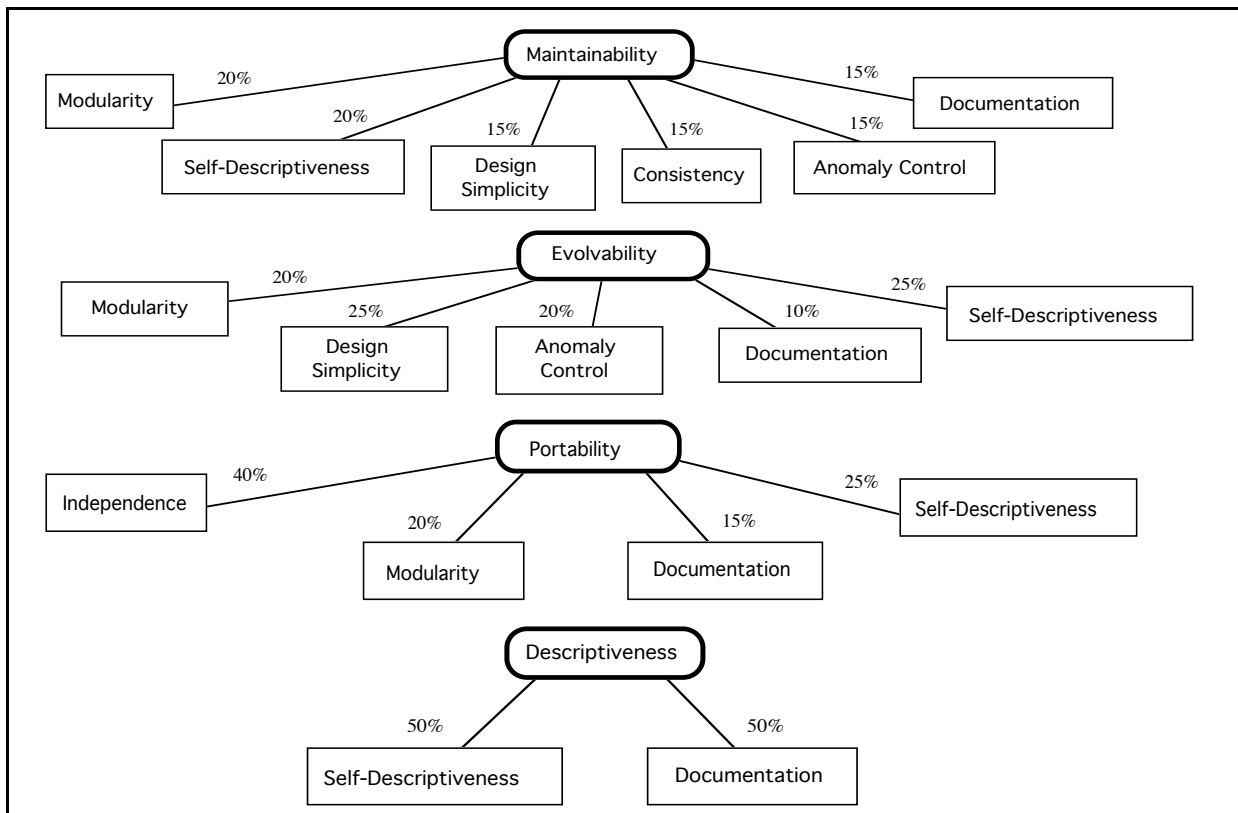 Maintainability
20%
Modularity
20%
Self-Descriptiveness
15%
Design
Simplicity
15%
Consistency
15%
Anomaly Control
15%
Documentation
Evolvability
20%
Modularity
25%
Design
Simplicity
20%
Anomaly
Control
10%
Documentation
25%
Self-Descriptiveness
Portability
40%
Independence
20%
Modularity
15%
Documentation
25%
Self-Descriptiveness
Descriptiveness
50%
Self-Descriptiveness
50%
Documentation